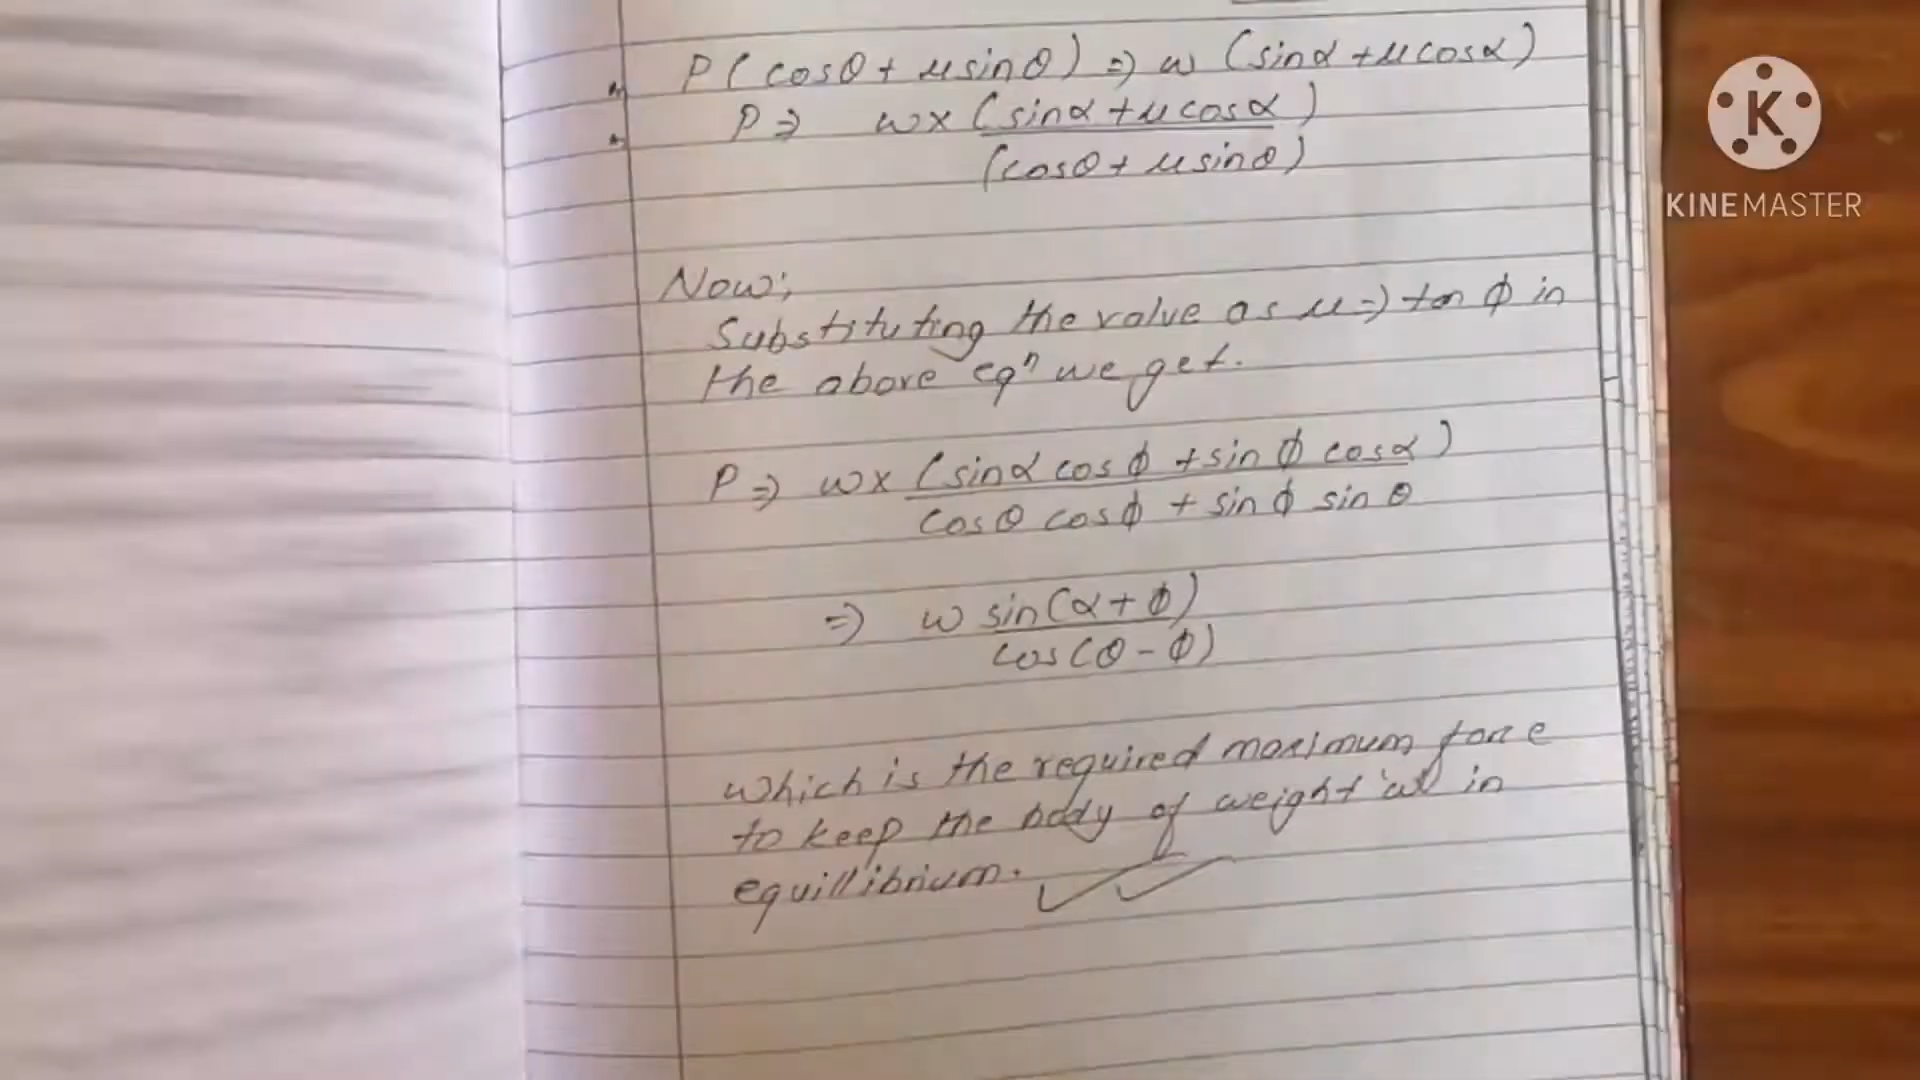 P(cosθ + μsinθ) ⇒ w (sinα + μcosα)
P ⇒ w× (sinα + μcosα)
(cosθ + μsinθ)
Now;
Substituting the value as μ ⇒ tan ϕ in
the above eqⁿ we get.
P ⇒ w× (sinα cosϕ + sinϕ cosα)
cosθ cosϕ + sinϕ sinθ
⇒ w sin(α+ϕ)
cos(θ-ϕ)
which is the required maximum force
to keep the body of weight 'w' in
equillibrium.
K
KINEMASTER